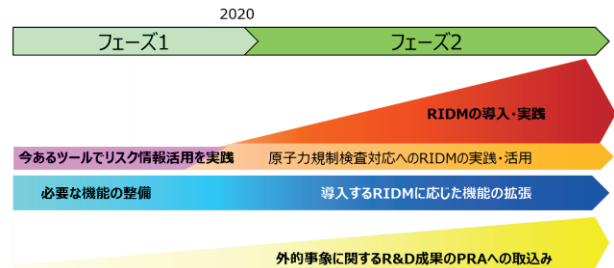 2020
フェーズ1
フェーズ2
RIDMの導入・実践
今あるツールでリスク情報活用を実践
原子力規制検査対応へのRIDMの実践・活用
必要な機能の整備
導入するRIDMに応じた機能の拡張
外的事象に関するR&D成果のPRAへの取込み